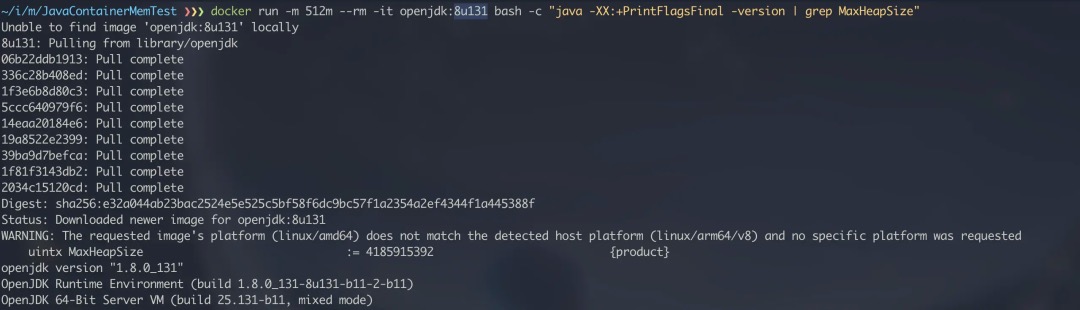 ~/i/m/JavaContainerMemTest ❯❯❯ docker run -m 512m --rm -it openjdk:8u131 bash -c "java -XX:+PrintFlagsFinal -version | grep MaxHeapSize"
Unable to find image 'openjdk:8u131' locally
8u131: Pulling from library/openjdk
06b22ddb1913: Pull complete
336c28b408ed: Pull complete
1f3e6b8d80c3: Pull complete
5ccc640979f6: Pull complete
14eaa20184e6: Pull complete
19a8522e2399: Pull complete
39ba9d7befca: Pull complete
1f81f3143db2: Pull complete
2034c15120cd: Pull complete
Digest: sha256:e32a044ab23bac2524e5e525c5bf58f6dc9bc57f1a2354a2ef4344f1a445388f
Status: Downloaded newer image for openjdk:8u131
WARNING: The requested image's platform (linux/amd64) does not match the detected host platform (linux/arm64/v8) and no specific platform was requested
uintx MaxHeapSize := 4185915392 {product}
openjdk version "1.8.0_131"
OpenJDK Runtime Environment (build 1.8.0_131-8u131-b11-2-b11)
OpenJDK 64-Bit Server VM (build 25.131-b11, mixed mode)